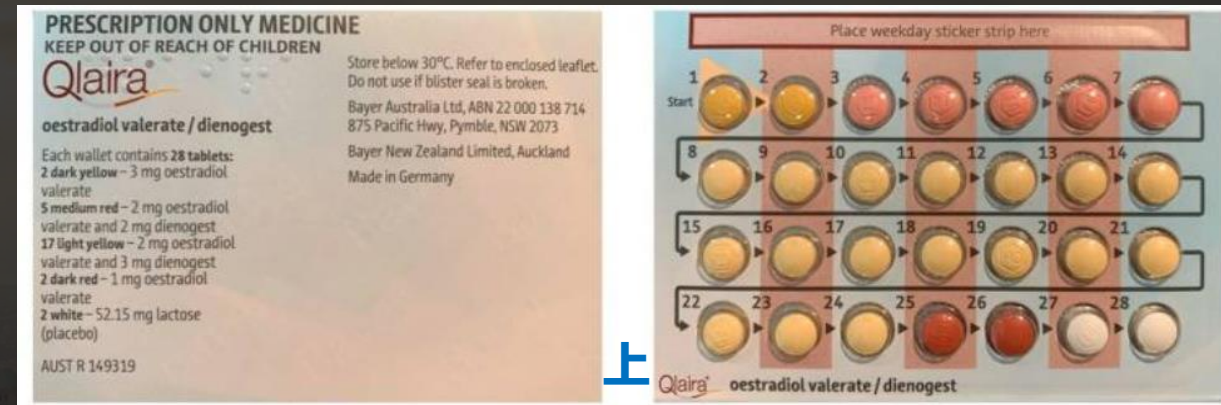 PRESCRIPTION ONLY MEDICINE
KEEP OUT OF REACH OF CHILDREN
Qlaira®
oestradiol valerate / dienogest
Each wallet contains 28 tablets:
2 dark yellow – 3 mg oestradiol
valerate
5 medium red – 2 mg oestradiol
valerate and 2 mg dienogest
17 light yellow – 2 mg oestradiol
valerate and 3 mg dienogest
2 dark red – 1 mg oestradiol
valerate
2 white – 52.15 mg lactose
(placebo)
AUST R 149319
Store below 30°C. Refer to enclosed leaflet.
Do not use if blister seal is broken.
Bayer Australia Ltd, ABN 22 000 138 714
875 Pacific Hwy, Pymble, NSW 2073
Bayer New Zealand Limited, Auckland
Made in Germany
上
Place weekday sticker strip here
1 2 3 4 5 6 7
Start
8 9 10 11 12 13 14
15 16 17 18 19 20 21
22 23 24 25 26 27 28
Qlaira® oestradiol valerate / dienogest